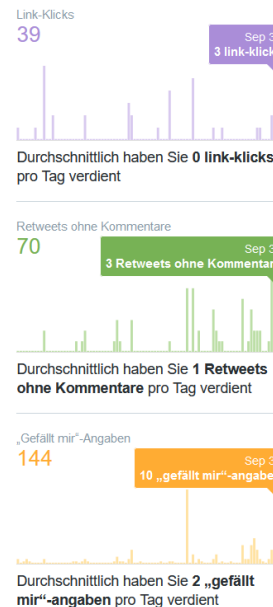 Link-Klicks
39
Sep 3
3 link-klick
Durchschnittlich haben Sie 0 link-klicks
pro Tag verdient
Retweets ohne Kommentare
70
Sep 3
3 Retweets ohne Kommentar
Durchschnittlich haben Sie 1 Retweets
ohne Kommentare pro Tag verdient
„Gefällt mir“-Angaben
144
Sep 3
10 „gefällt mir“-angabe
Durchschnittlich haben Sie 2 „gefällt
mir“-angaben pro Tag verdient